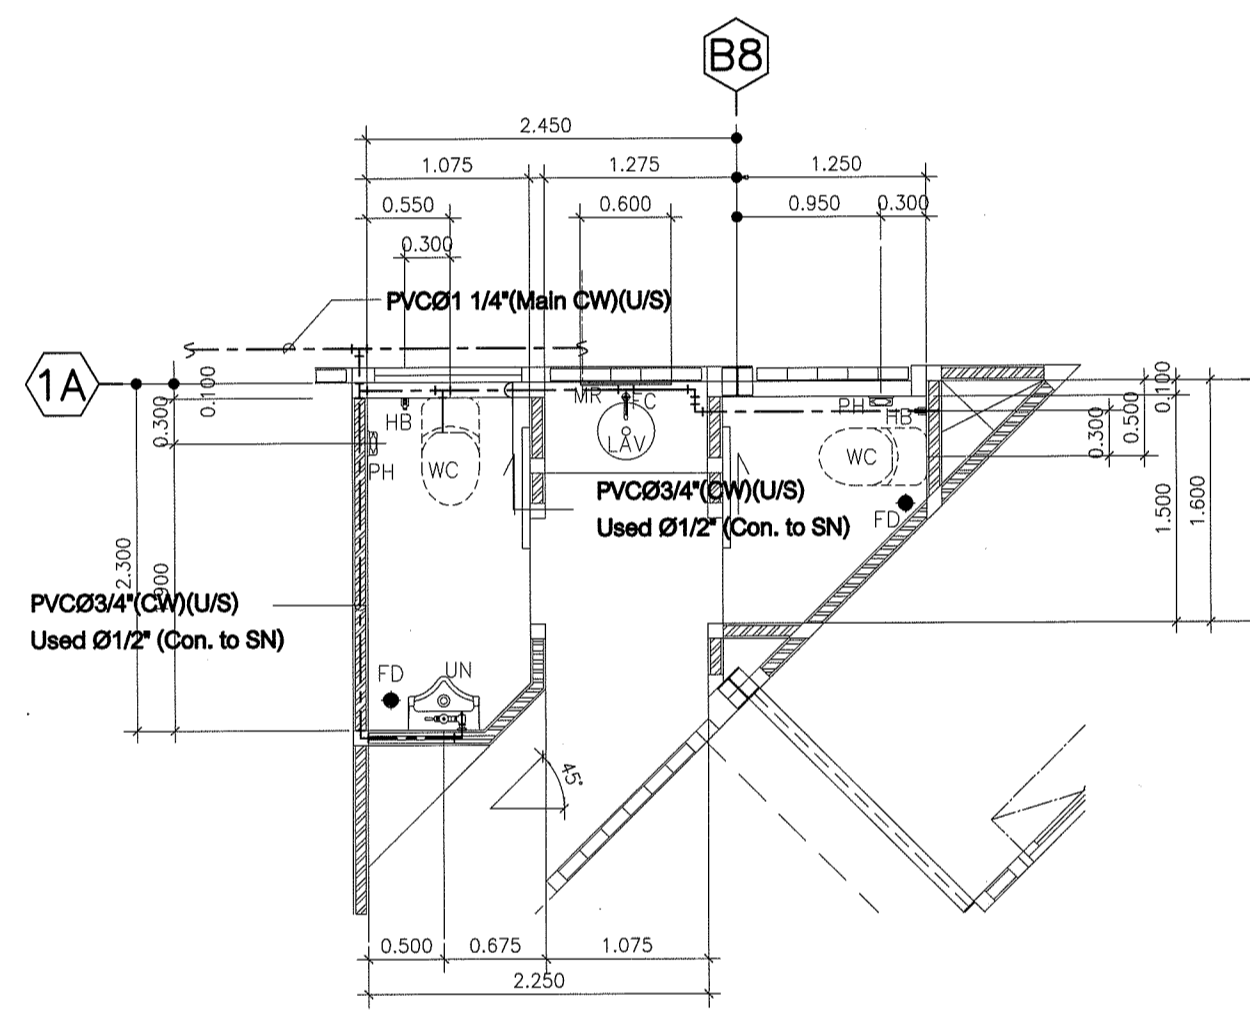 B8
2.450
1.075 1.275 1.250
0.550 0.600 0.950 0.300
0.300
PVCØ1 1/4"(Main CW)(U/S)
1A
0.100
0.300
MR FC
HB
LAV
PH
WC
PH
HB
WC
FD
0.100
0.500
0.300
1.500
1.600
PVCØ3/4"(CW)(U/S)
Used Ø1/2" (Con. to SN)
2.300
PVCØ3/4"(CW)(U/S)
Used Ø1/2" (Con. to SN)
FD UN
45°
0.500 0.675 1.075
2.250